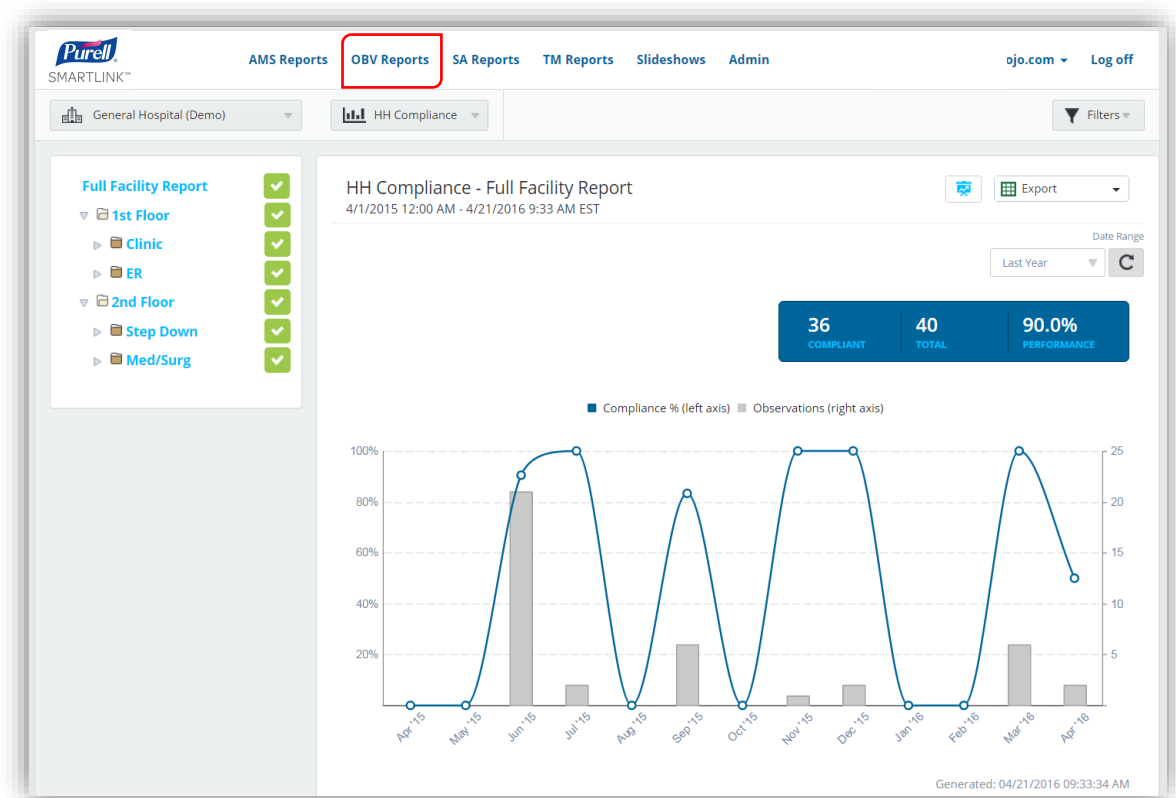 Purell
SMARTLINK™
AMS Reports OBV Reports SA Reports TM Reports Slideshows Admin ojo.com Log off
General Hospital (Demo) HH Compliance Filters
Full Facility Report
1st Floor
Clinic
ER
2nd Floor
Step Down
Med/Surg
HH Compliance - Full Facility Report
4/1/2015 12:00 AM - 4/21/2016 9:33 AM EST
Export
Date Range
Last Year
36 40 90.0%
COMPLIANT TOTAL PERFORMANCE
Compliance % (left axis) Observations (right axis)
100% 25
80% 20
60% 15
40% 10
20% 5
Apr '15 May '15 Jun '15 Jul '15 Aug '15 Sep '15 Oct '15 Nov '15 Dec '15 Jan '16 Feb '16 Mar '16 Apr '16
Generated: 04/21/2016 09:33:34 AM